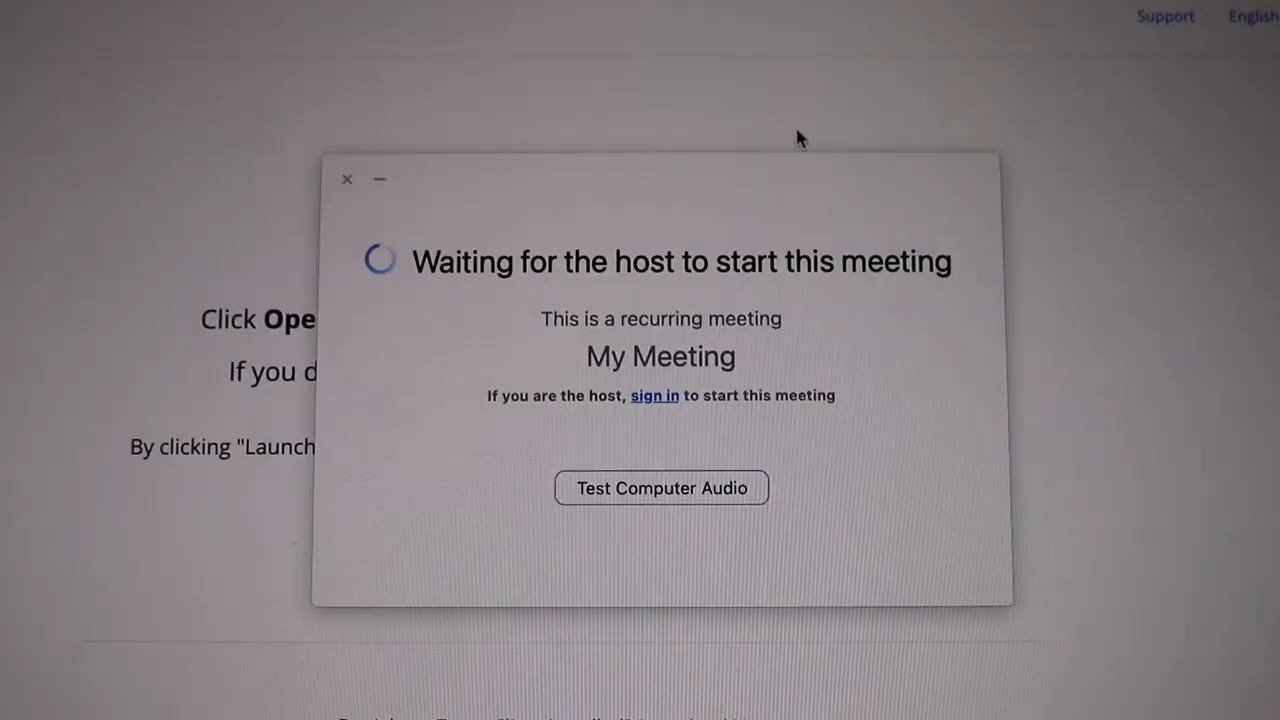 Support English
Waiting for the host to start this meeting
This is a recurring meeting
My Meeting
If you are the host, sign in to start this meeting
Test Computer Audio
Click Ope
If you d
By clicking "Launch